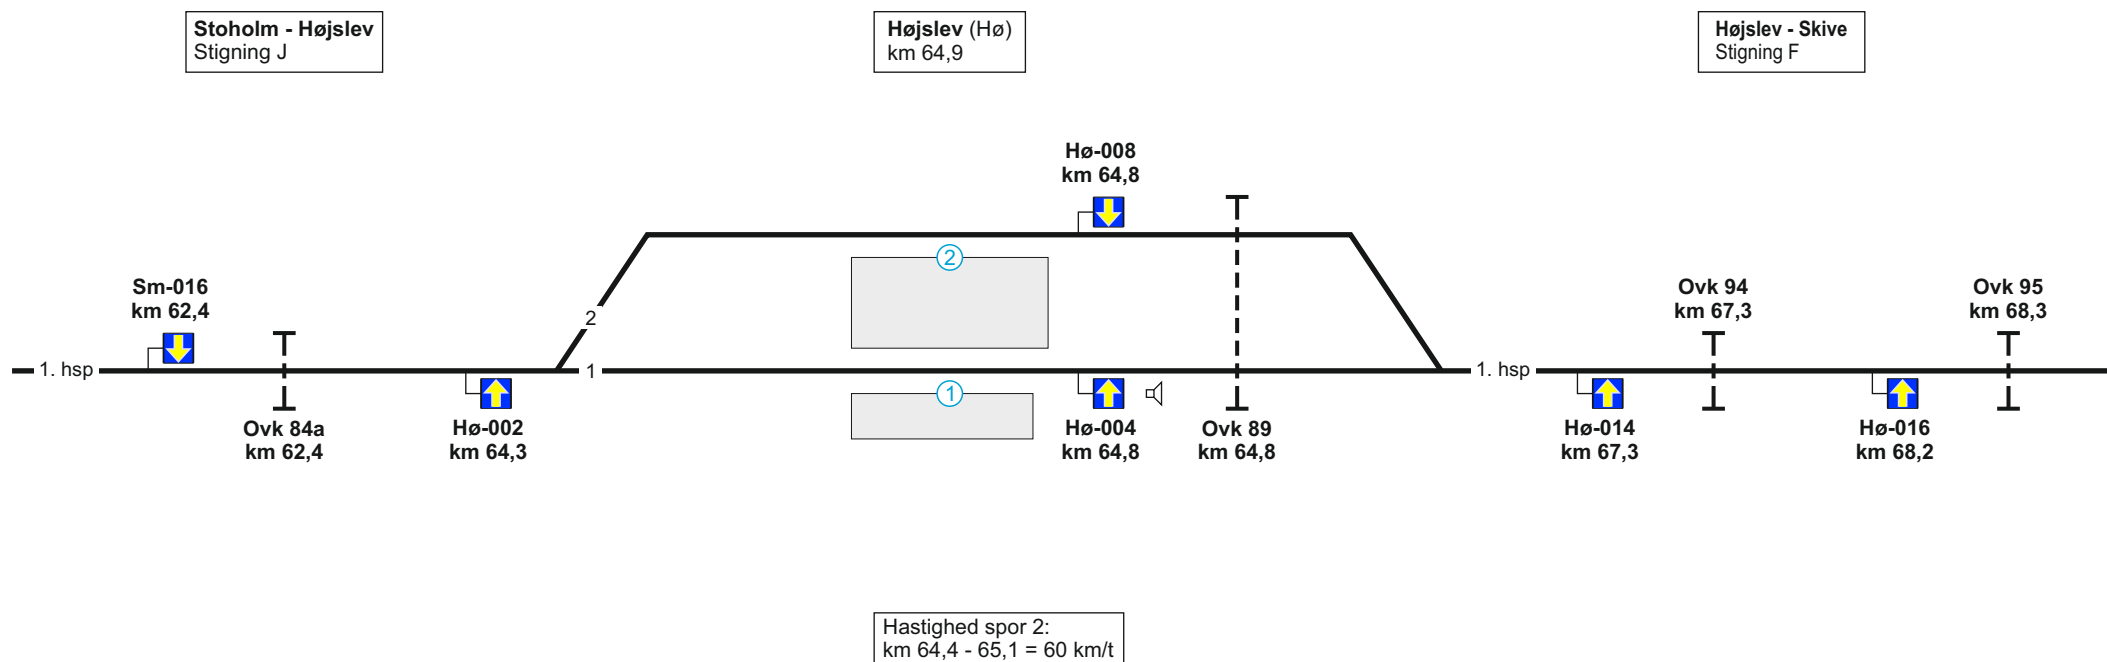 Stoholm - Højslev
Stigning J
Højslev (Hø)
km 64,9
Højslev - Skive
Stigning F
Hø-008
km 64,8
2
Sm-016
km 62,4
Ovk 94
km 67,3
Ovk 95
km 68,3
2
1. hsp
1
1. hsp
1
Ovk 84a
km 62,4
Hø-002
km 64,3
Hø-004
km 64,8
Ovk 89
km 64,8
Hø-014
km 67,3
Hø-016
km 68,2
Hastighed spor 2:
km 64,4 - 65,1 = 60 km/t